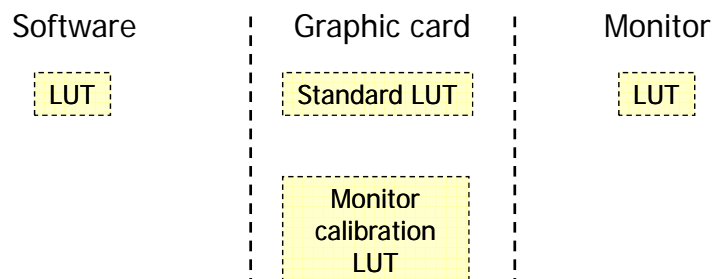 Software Graphic card Monitor
LUT Standard LUT LUT
Monitor
calibration
LUT